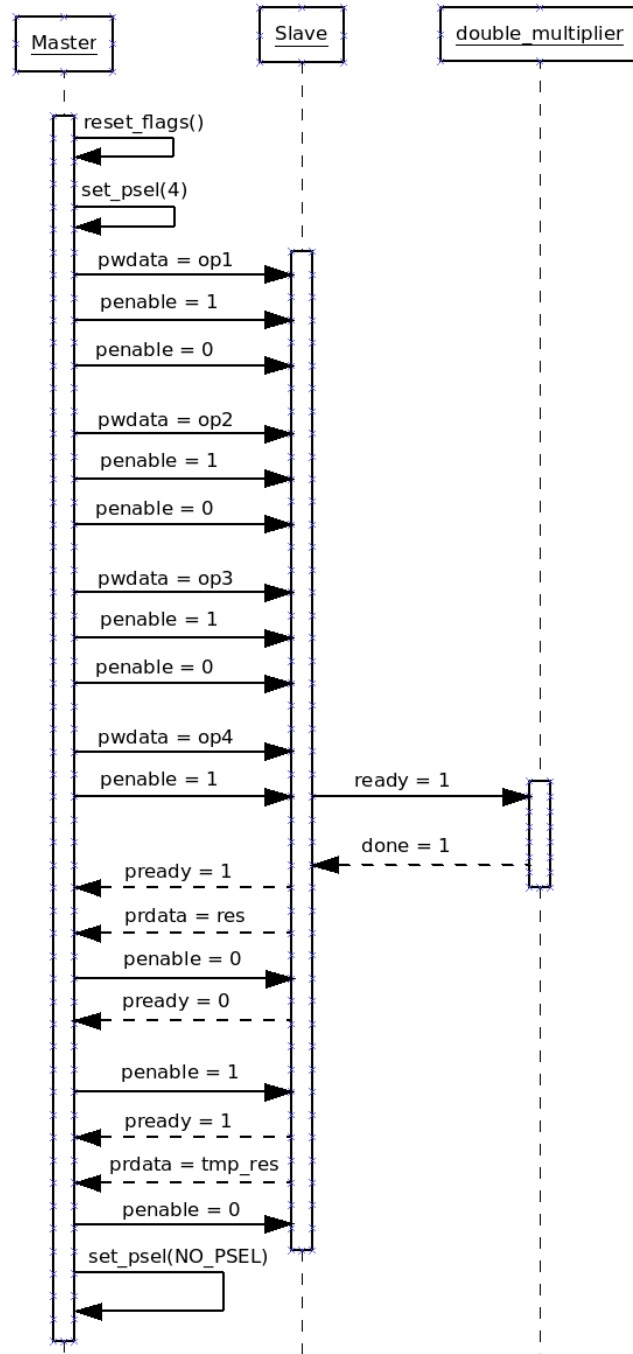 Master
Slave
double_multiplier
reset_flags()
set_psel(4)
pwdata = op1
penable = 1
penable = 0
pwdata = op2
penable = 1
penable = 0
pwdata = op3
penable = 1
penable = 0
pwdata = op4
penable = 1
ready = 1
done = 1
pready = 1
prdata = res
penable = 0
pready = 0
penable = 1
pready = 1
prdata = tmp_res
penable = 0
set_psel(NO_PSEL)